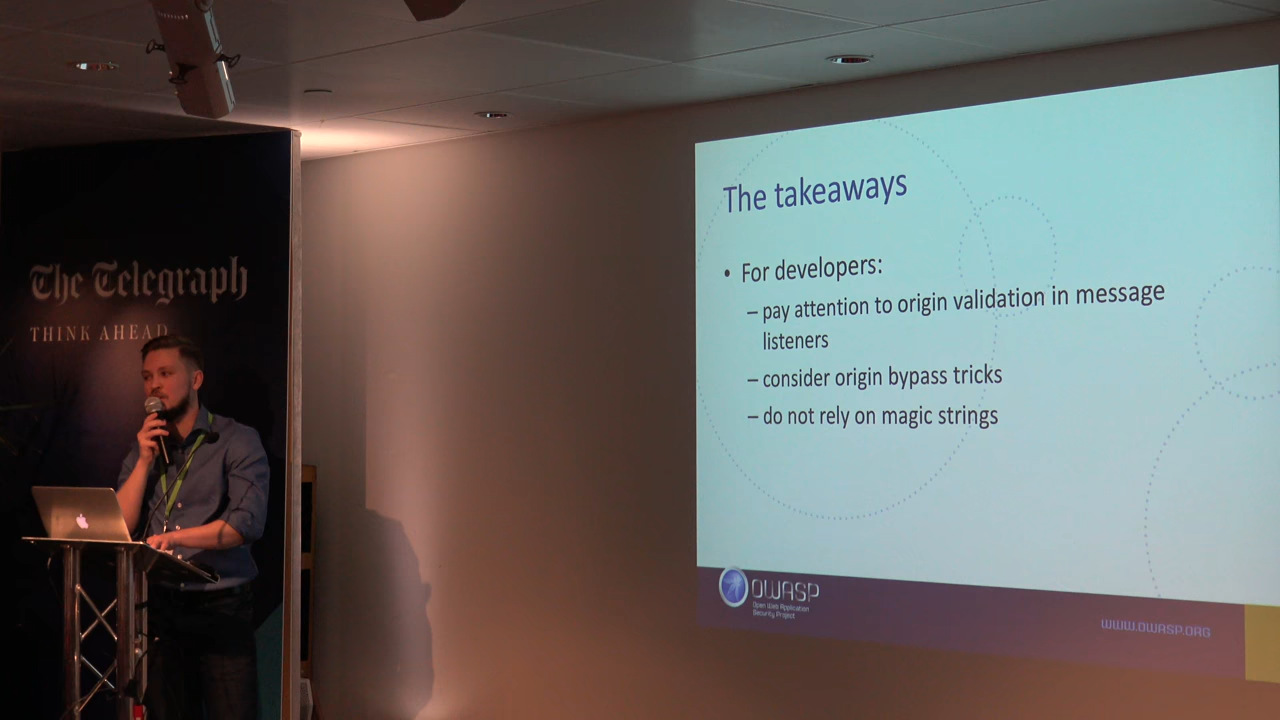 The Telegraph
THINK AHEAD
The takeaways
• For developers:
– pay attention to origin validation in message
listeners
– consider origin bypass tricks
– do not rely on magic strings
OWASP
Open Web Application
Security Project
WWW.OWASP.ORG